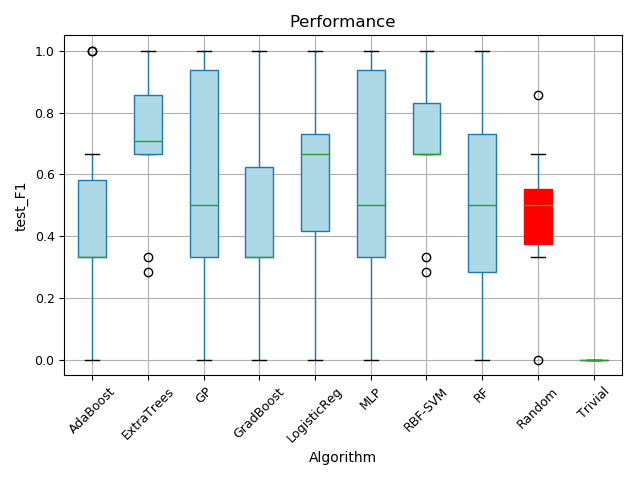 Performance
test_F1
1.0
0.8
0.6
0.4
0.2
0.0
AdaBoost
ExtraTrees
GP
GradBoost
LogisticReg
MLP
RBF-SVM
RF
Random
Trivial
Algorithm